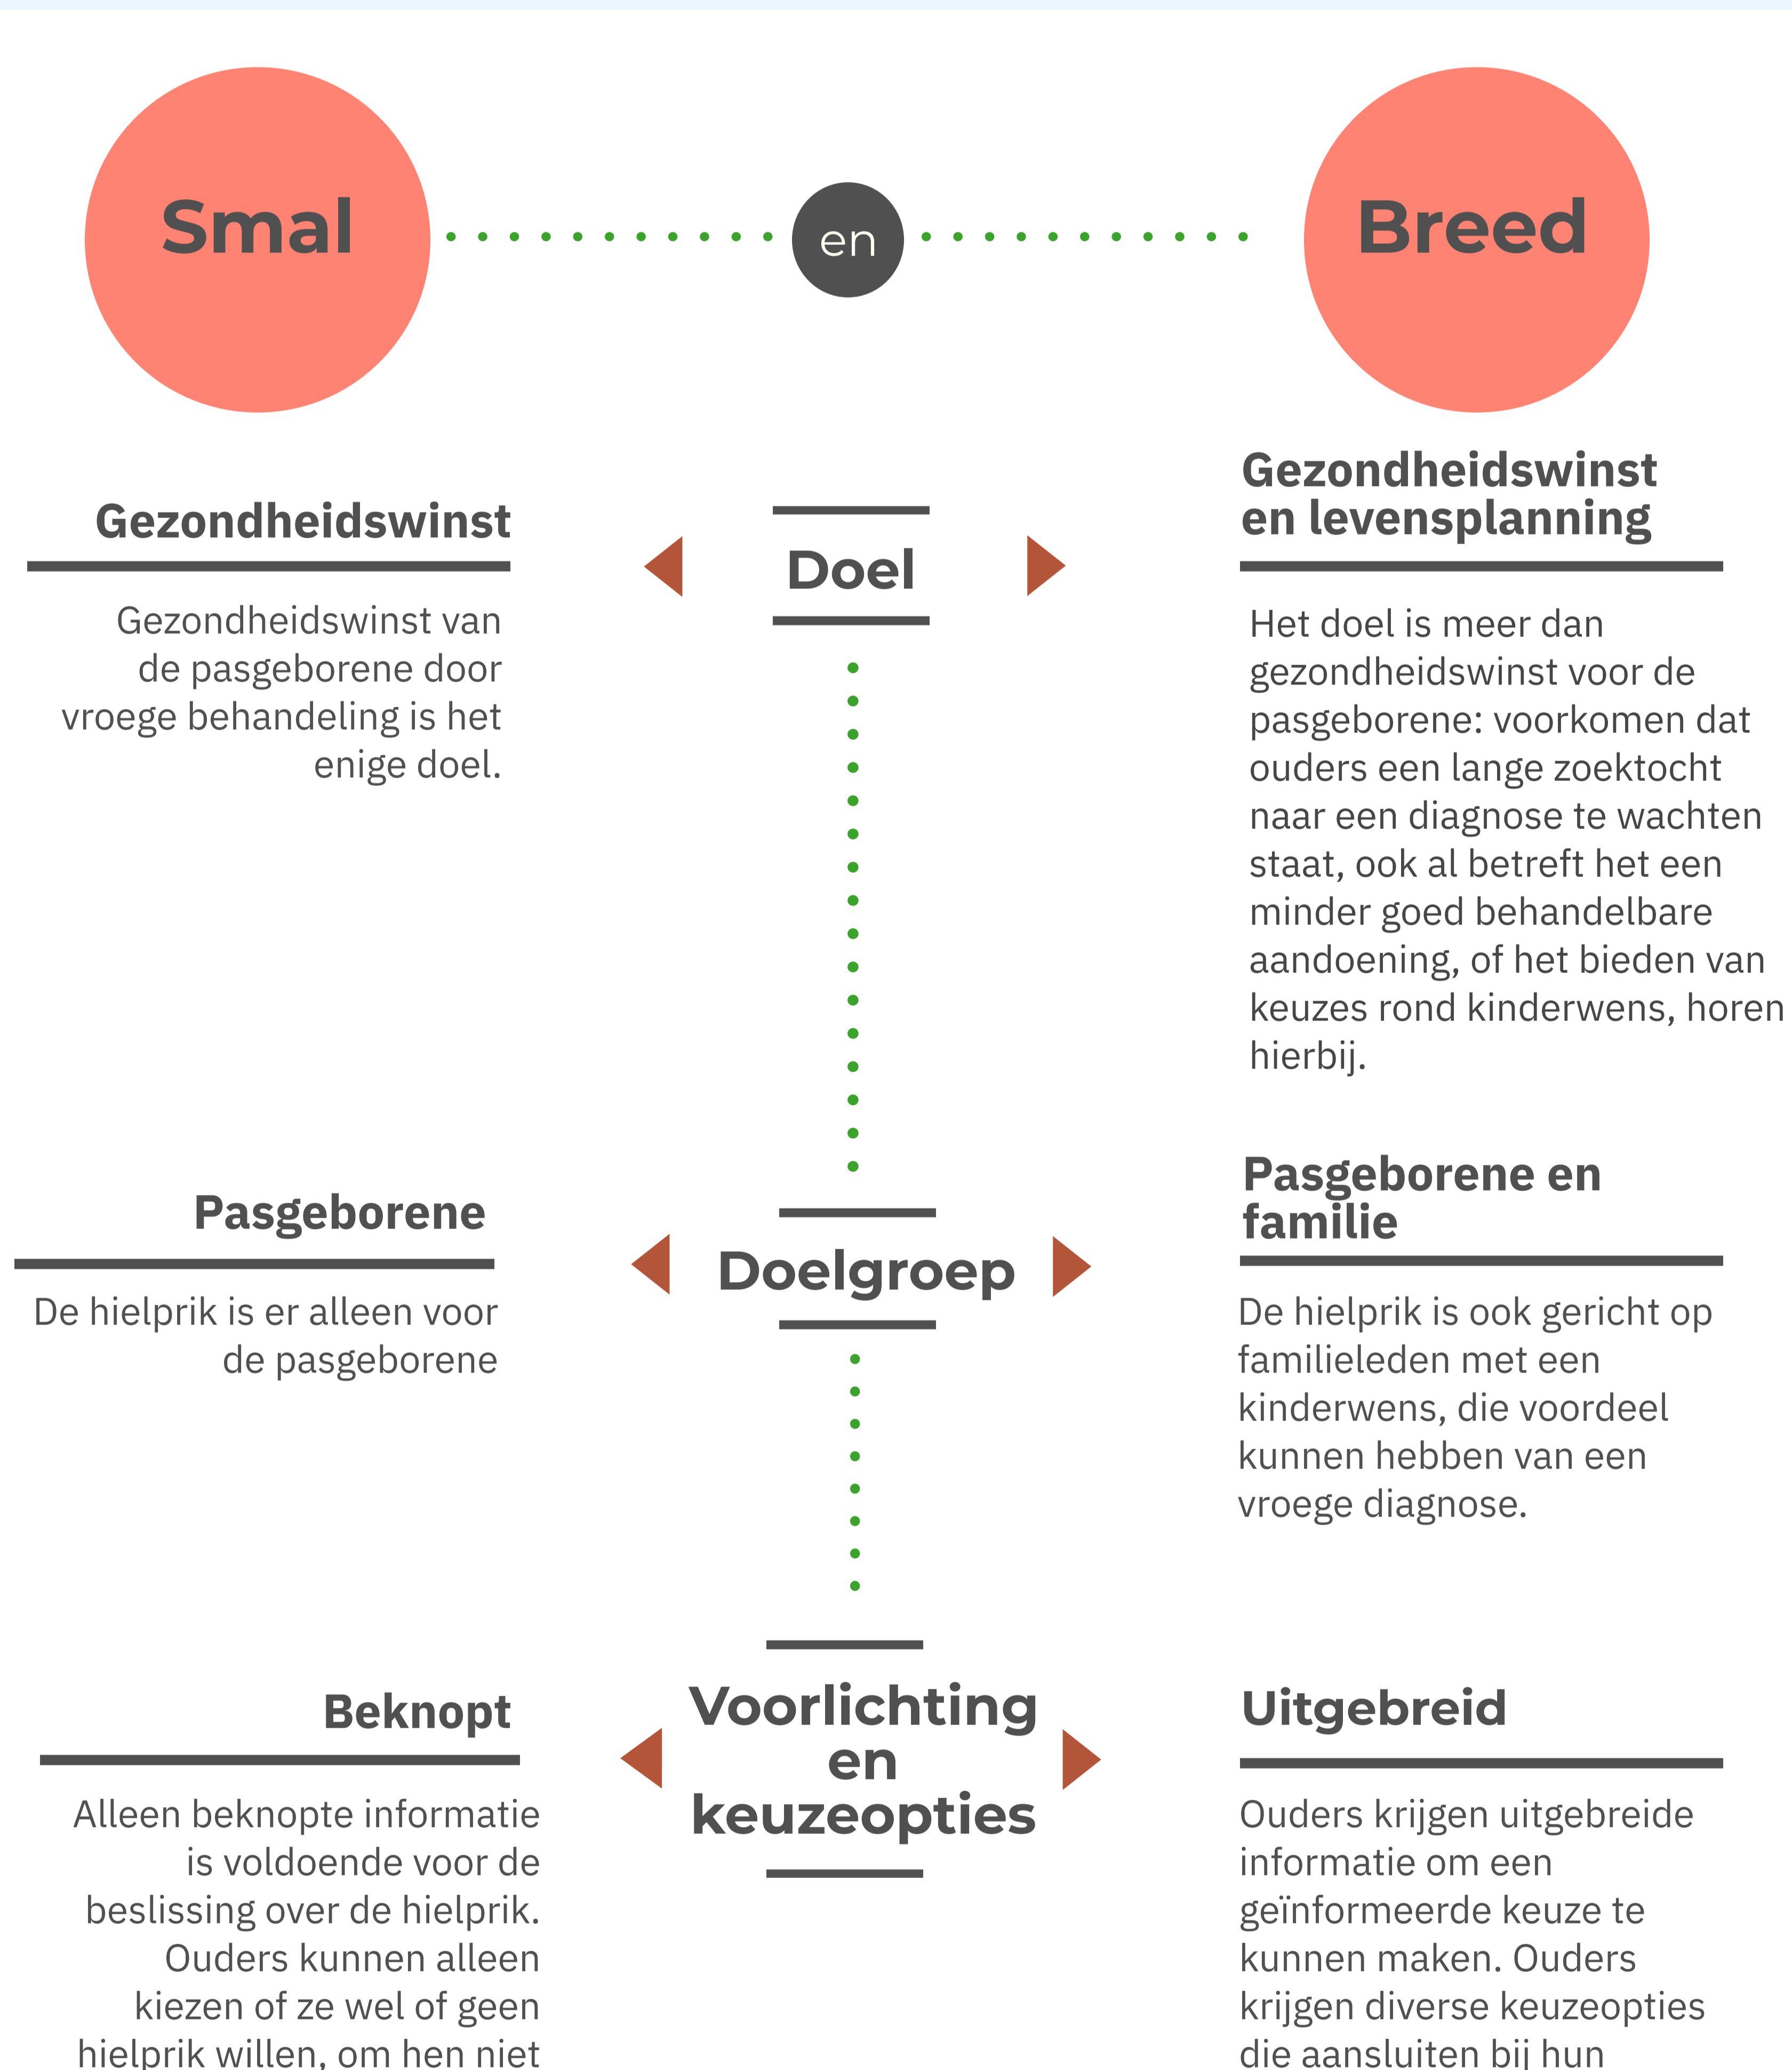 Smal
en
Breed
Gezondheidswinst
Gezondheidswinst van
de pasgeborene door
vroege behandeling is het
enige doel.
Doel
Gezondheidswinst
en levensplanning
Het doel is meer dan
gezondheidswinst voor de
pasgeborene: voorkomen dat
ouders een lange zoektocht
naar een diagnose te wachten
staat, ook al betreft het een
minder goed behandelbare
aandoening, of het bieden van
keuzes rond kinderwens, horen
hierbij.
Pasgeborene
De hielprik is er alleen voor
de pasgeborene
Doelgroep
Pasgeborene en
familie
De hielprik is ook gericht op
familieleden met een
kinderwens, die voordeel
kunnen hebben van een
vroege diagnose.
Beknopt
Alleen beknopte informatie
is voldoende voor de
beslissing over de hielprik.
Ouders kunnen alleen
kiezen of ze wel of geen
hielprik willen, om hen niet
Voorlichting
en
keuzeopties
Uitgebreid
Ouders krijgen uitgebreide
informatie om een
geïnformeerde keuze te
kunnen maken. Ouders
krijgen diverse keuzeopties
die aansluiten bij hun